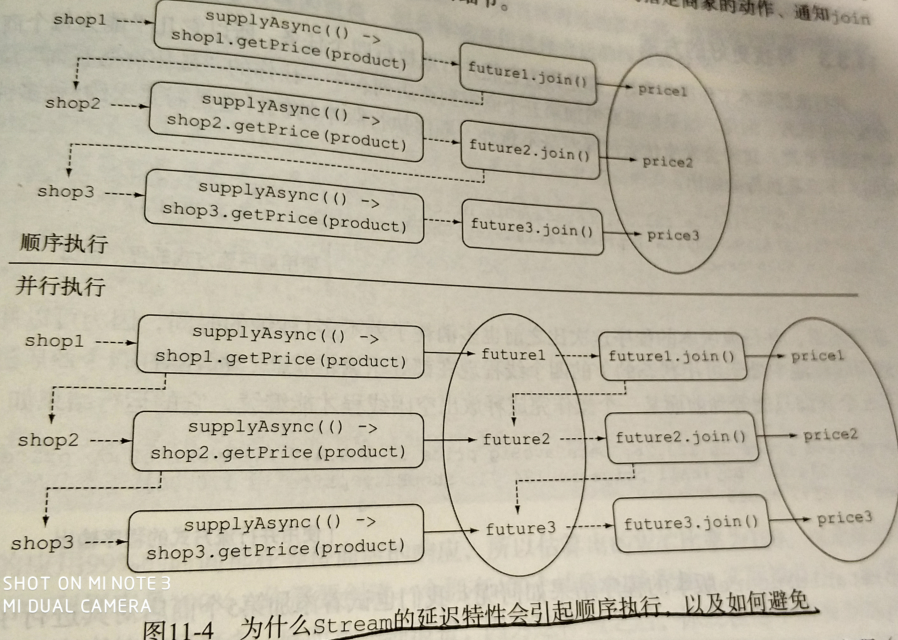 节。
指定商家的动作、通知join
shop1
supplyAsync(() ->
shop1.getPrice(product)
future1.join()
price1
shop2
supplyAsync(() ->
shop2.getPrice(product)
future2.join()
price2
shop3
supplyAsync(() ->
shop3.getPrice(product)
future3.join()
price3
顺序执行
并行执行
shop1
supplyAsync(() ->
shop1.getPrice(product)
future1
future1.join()
price1
shop2
supplyAsync(() ->
shop2.getPrice(product)
future2
future2.join()
price2
shop3
supplyAsync(() ->
shop3.getPrice(product)
future3
future3.join()
price3
SHOT ON MI NOTE 3
MI DUAL CAMERA
图11-4 为什么Stream的延迟特性会引起顺序执行，以及如何避免